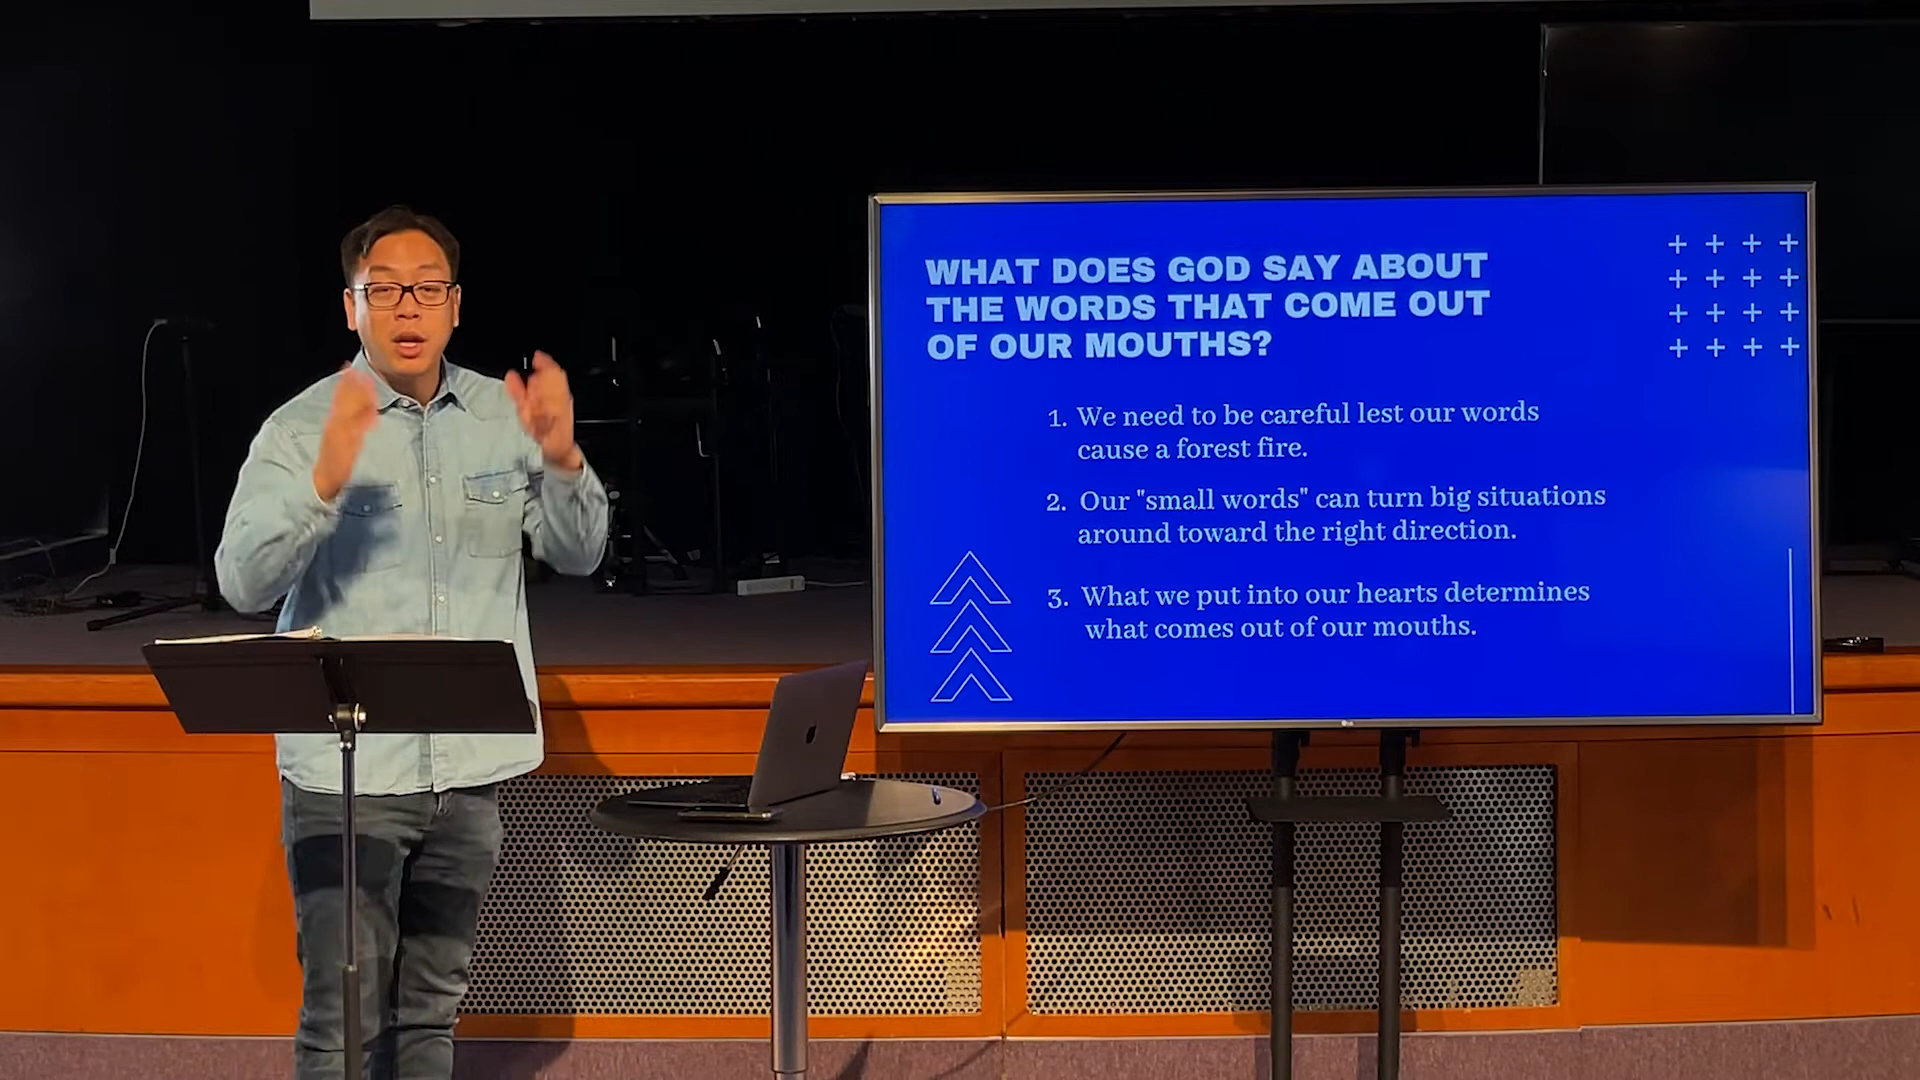 WHAT DOES GOD SAY ABOUT
THE WORDS THAT COME OUT
OF OUR MOUTHS?
1. We need to be careful lest our words
cause a forest fire.
2. Our "small words" can turn big situations
around toward the right direction.
3. What we put into our hearts determines
what comes out of our mouths.
LG